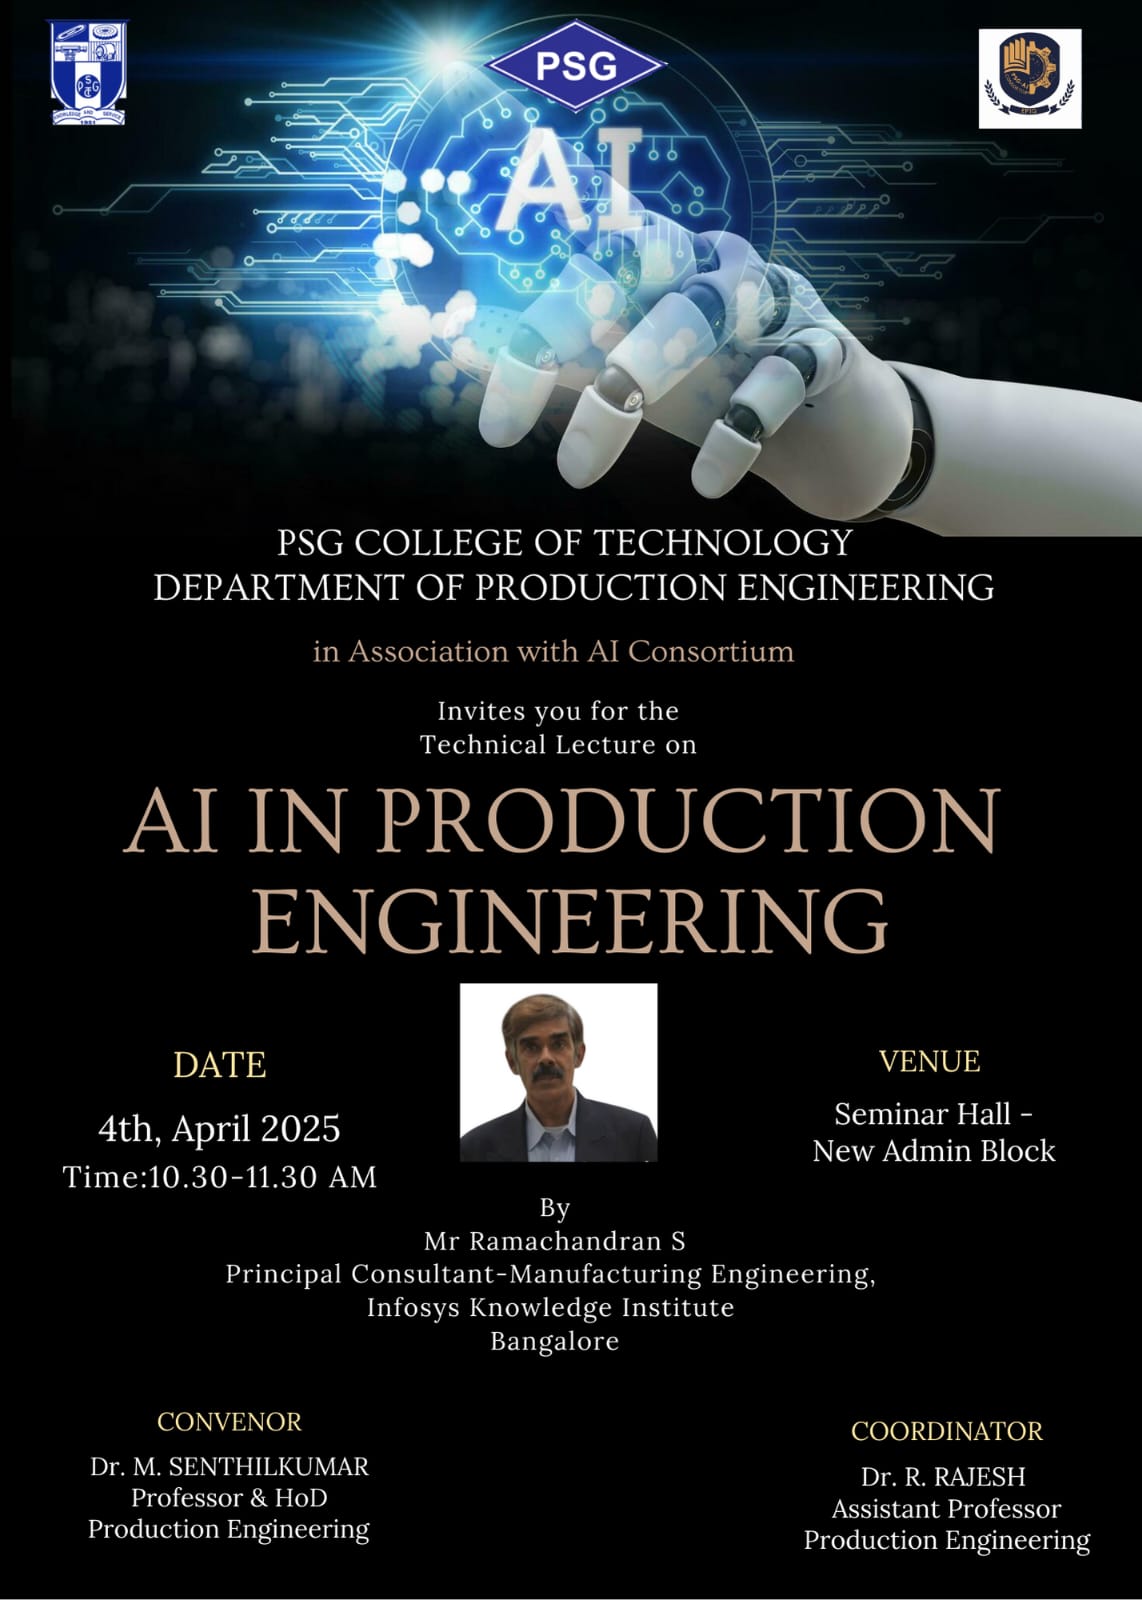 PSG
AI
PSG COLLEGE OF TECHNOLOGY
DEPARTMENT OF PRODUCTION ENGINEERING
in Association with AI Consortium
Invites you for the
Technical Lecture on
AI IN PRODUCTION
ENGINEERING
DATE
4th, April 2025
Time:10.30-11.30 AM
VENUE
Seminar Hall -
New Admin Block
By
Mr Ramachandran S
Principal Consultant-Manufacturing Engineering,
Infosys Knowledge Institute
Bangalore
CONVENOR
Dr. M. SENTHILKUMAR
Professor & HoD
Production Engineering
COORDINATOR
Dr. R. RAJESH
Assistant Professor
Production Engineering